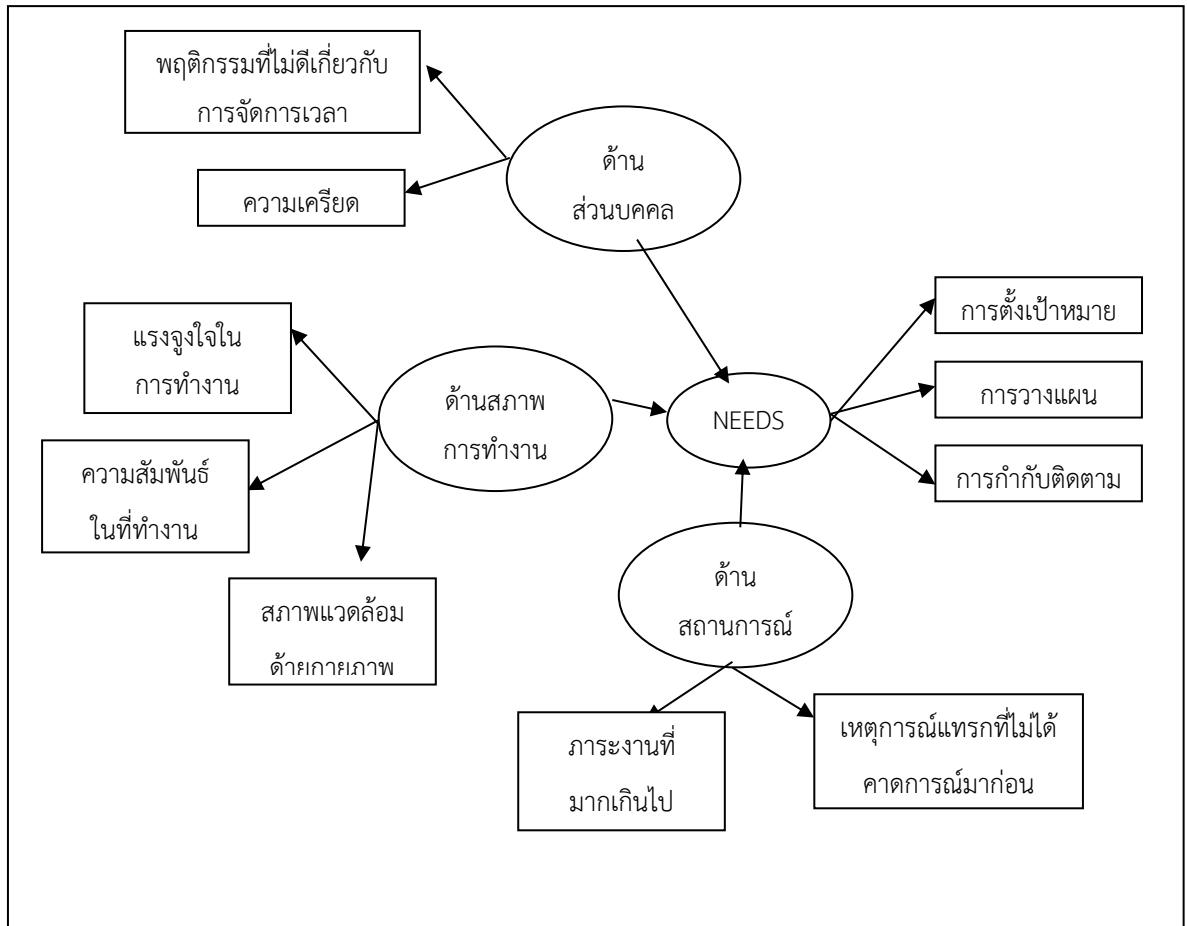 พฤติกรรมที่ไม่ดีเกี่ยวกับ
การจัดการเวลา
ความเครียด
ด้าน
ส่วนบคคล
แรงจูงใจใน
การทำงาน
ด้านสภาพ
การทำงาน
ความสัมพันธ์
ในที่ทำงาน
สภาพแวดล้อม
ด้ายกายภาพ
NEEDS
การตั้งเป้าหมาย
การวางแผน
การกำกับติดตาม
ด้าน
สถานการณ์
ภาระงานที่
มากเกินไป
เหตุการณ์แทรกที่ไม่ได้
คาดการณ์มาก่อน